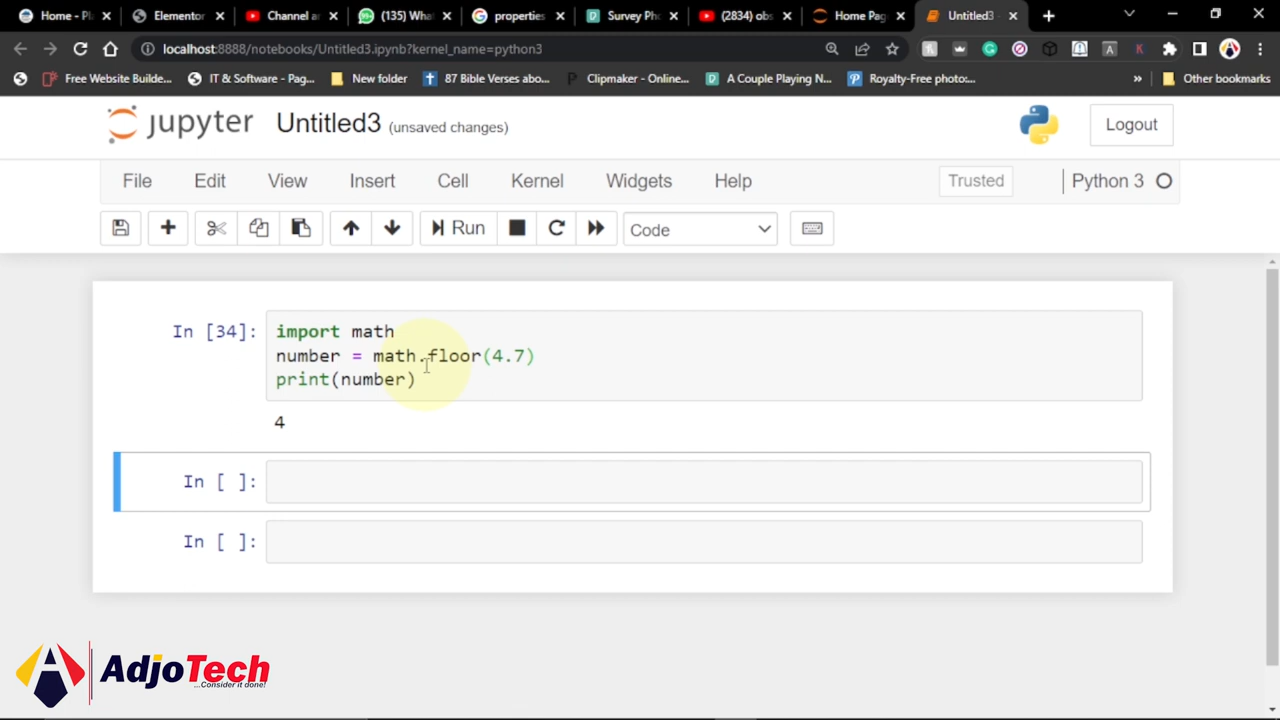 Home - Pl
Elementor
Channel an
(135) What
properties
Survey Pho
(2834) obs
Home Pag
Untitled3 -
localhost:8888/notebooks/Untitled3.ipynb?kernel_name=python3
Free Website Builde...
IT & Software - Pag...
New folder
87 Bible Verses abo...
Clipmaker - Online...
A Couple Playing N...
Royalty-Free photo:...
»
Other bookmarks
jupyter Untitled3 (unsaved changes)
Logout
File Edit View Insert Cell Kernel Widgets Help
Trusted
Python 3
Run
Code
In [34]: import math
number = math.floor(4.7)
print(number)
4
In [ ]:
In [ ]:
AdjoTech
...Consider it done!